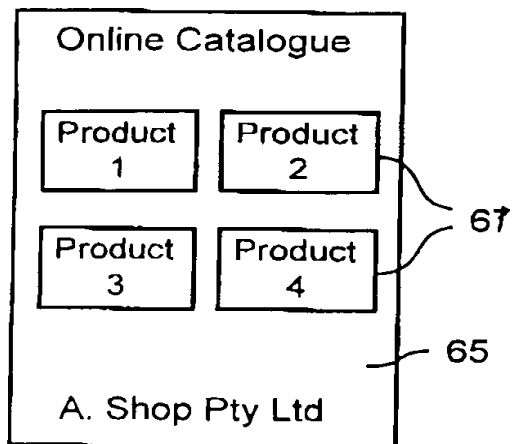 Online Catalogue
Product
1
Product
2
67
Product
3
Product
4
65
A. Shop Pty Ltd